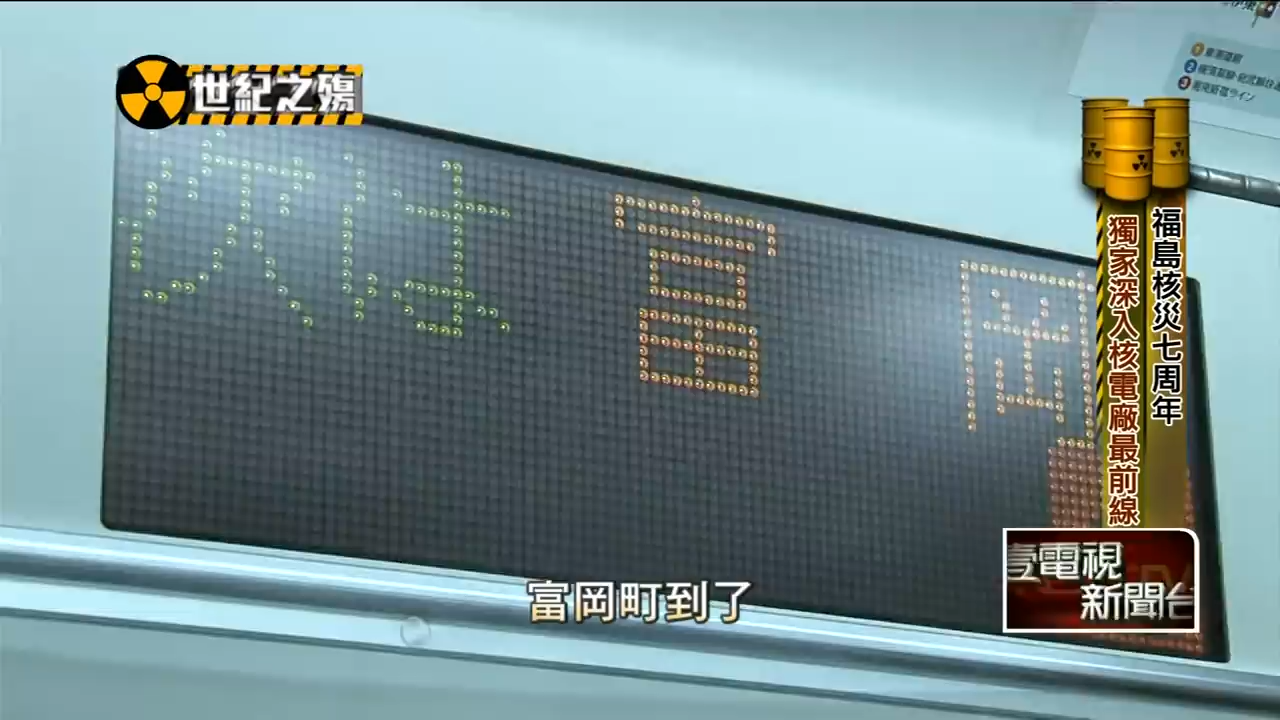 世紀之殤
次は 富岡
福島核災七周年
獨家深入核電廠最前線
富岡町到了
壹電視
新聞台